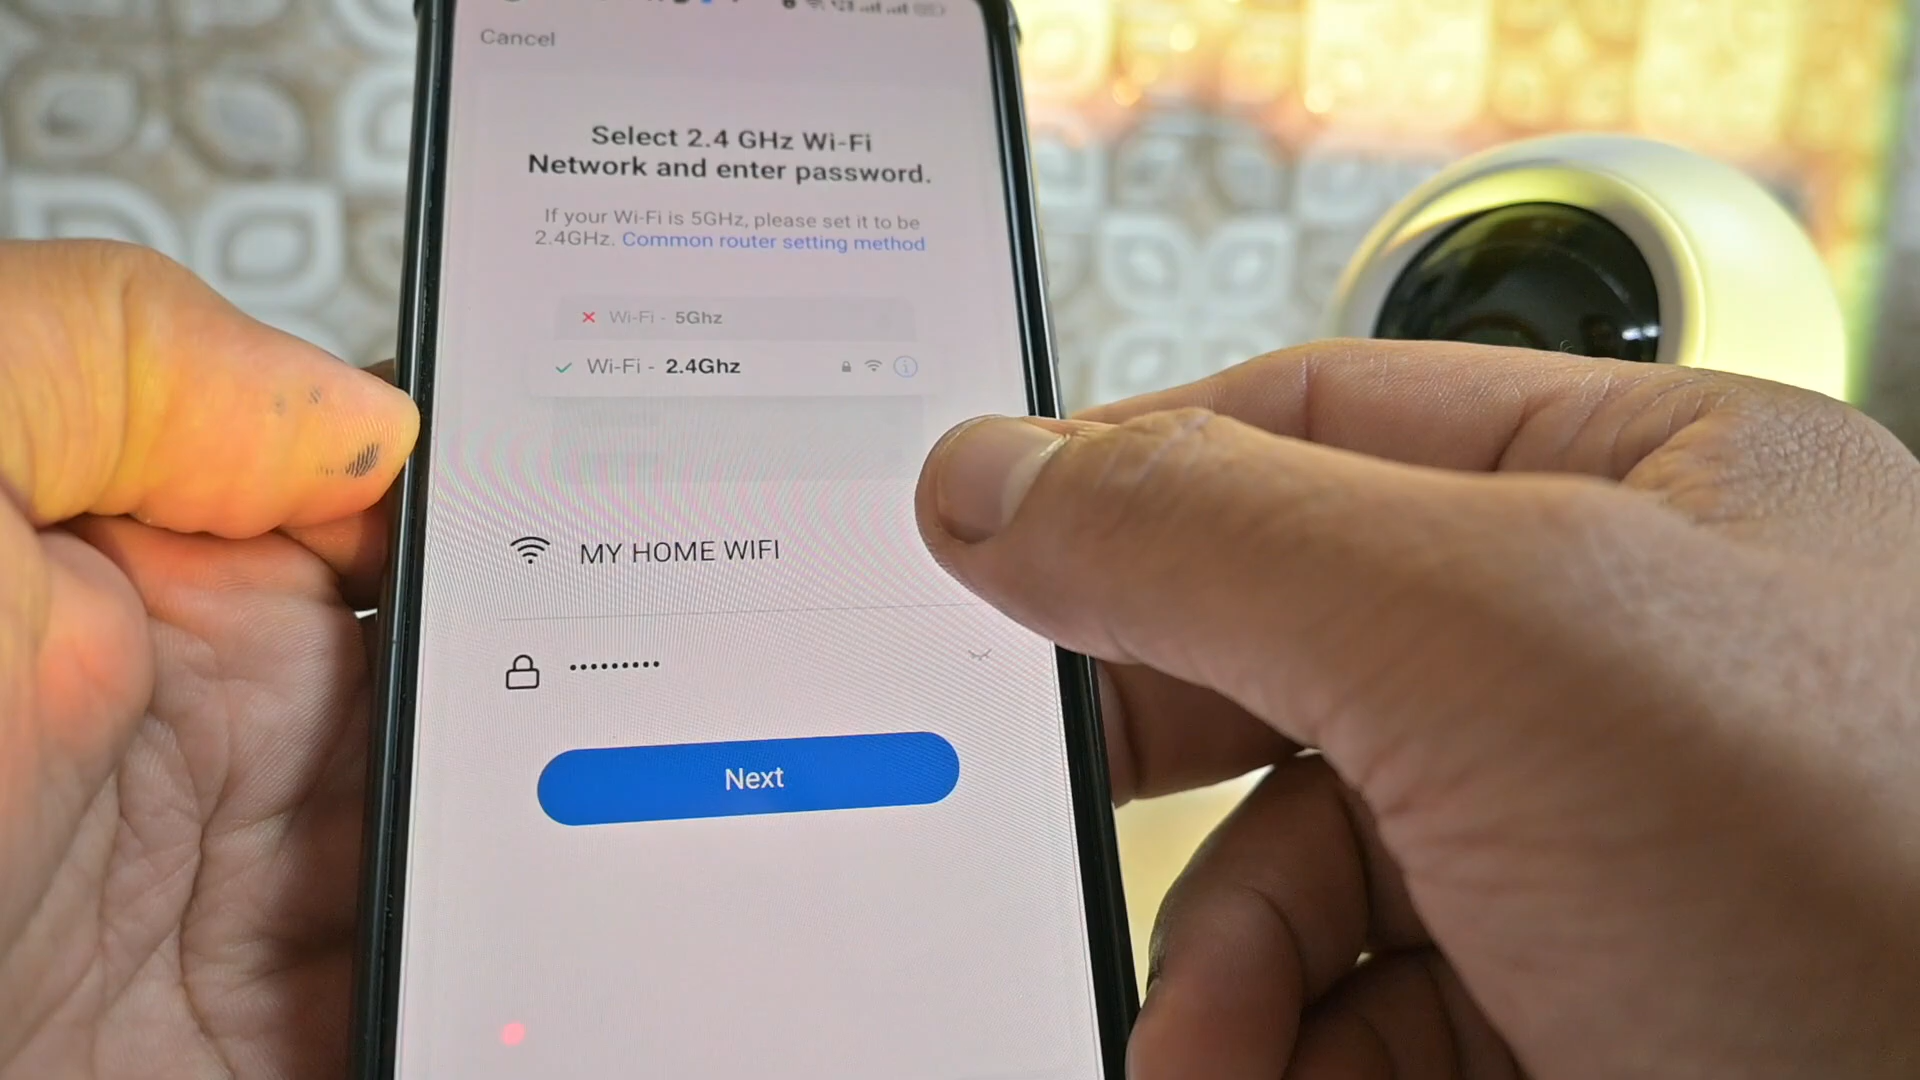 Cancel
Select 2.4 GHz Wi-Fi
Network and enter password.
If your Wi-Fi is 5GHz, please set it to be
2.4GHz. Common router setting method
Wi-Fi - 5Ghz
Wi-Fi - 2.4Ghz
MY HOME WIFI
•••••••••
Next